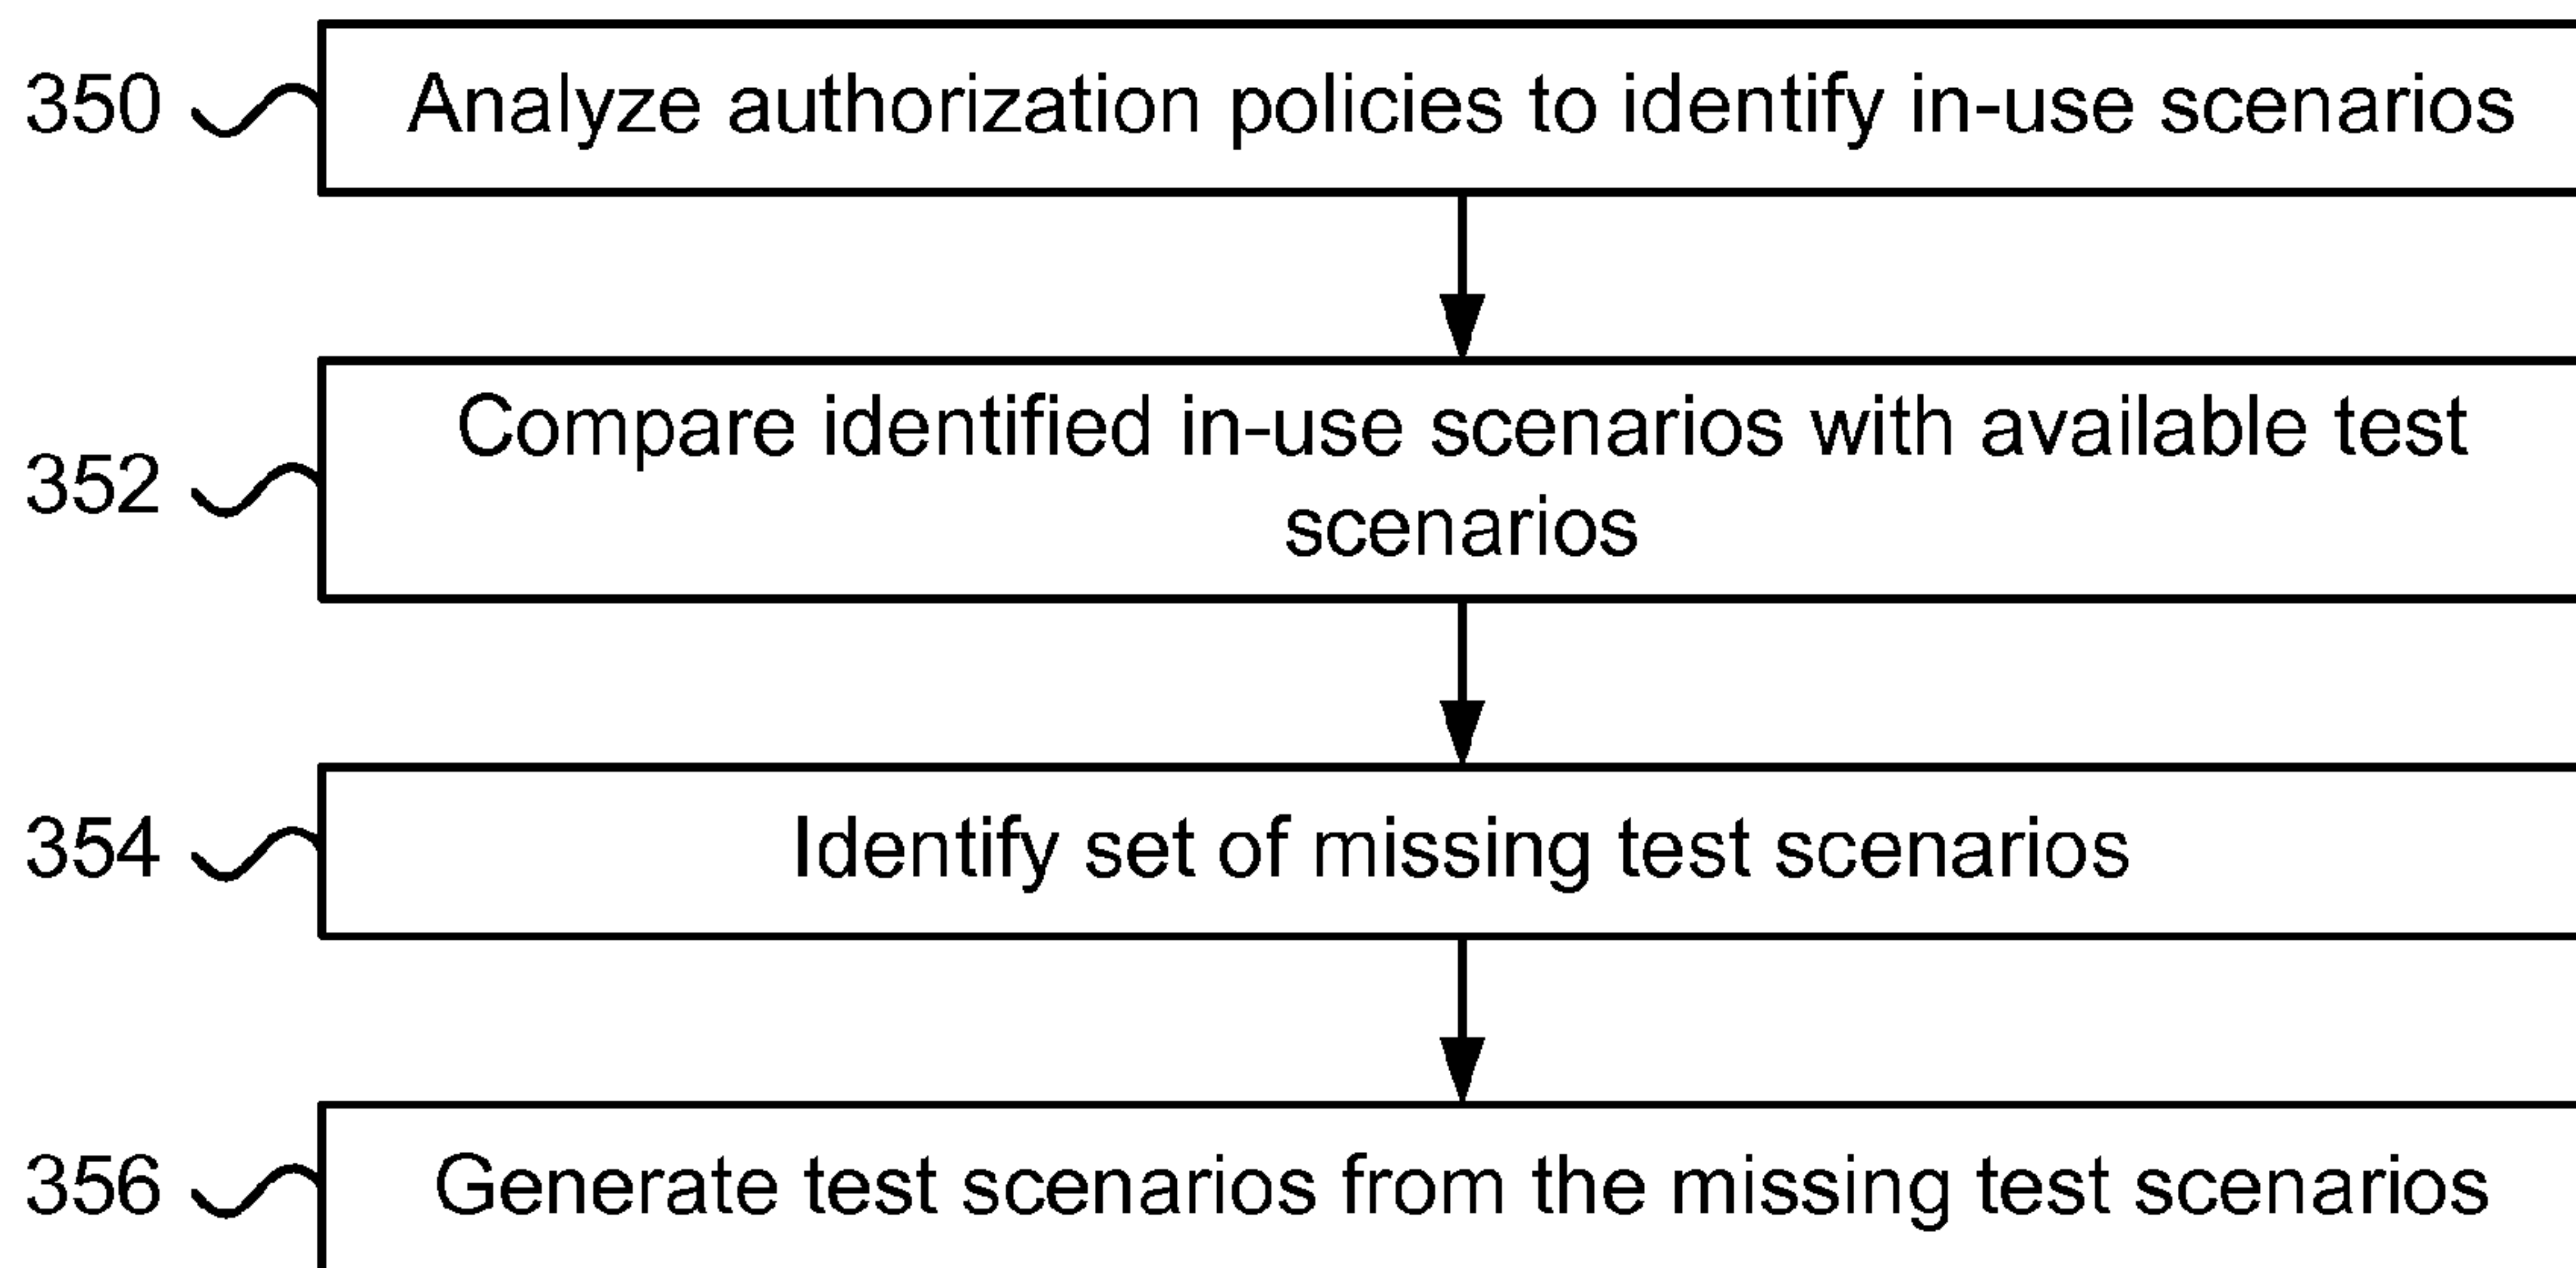 350 Analyze authorization policies to identify in-use scenarios
352 Compare identified in-use scenarios with available test
scenarios
354 Identify set of missing test scenarios
356 Generate test scenarios from the missing test scenarios